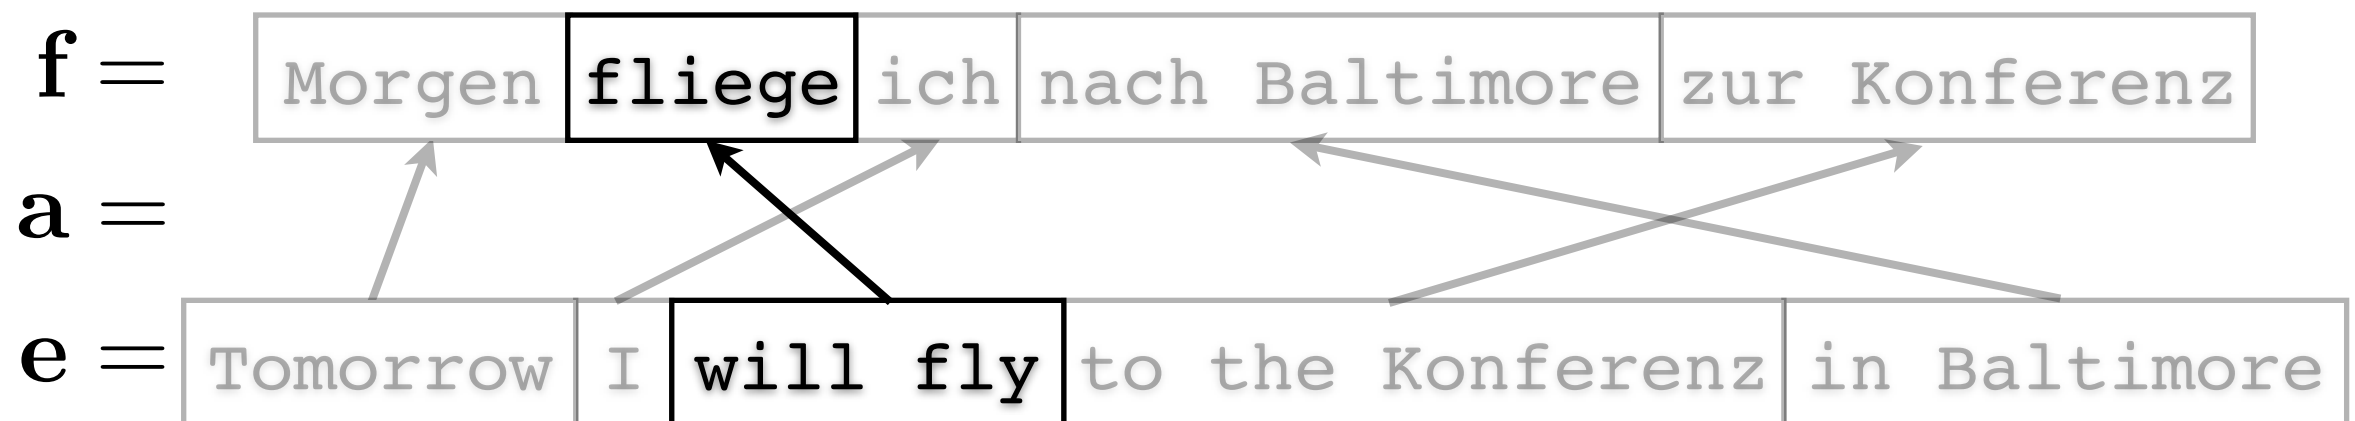 f = Morgen fliege ich nach Baltimore zur Konferenz
a =
e = Tomorrow I will fly to the Konferenz in Baltimore